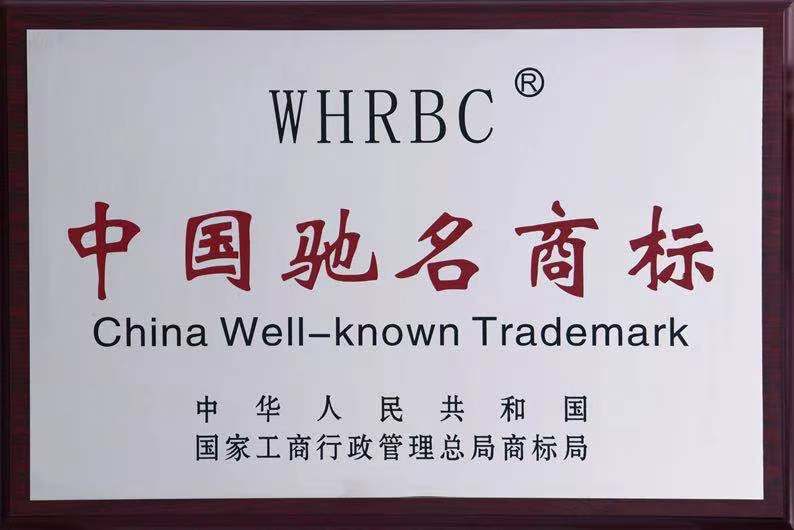 WHRBC®
中国驰名商标
China Well-known Trademark
中华人民共和国
国家工商行政管理总局商标局